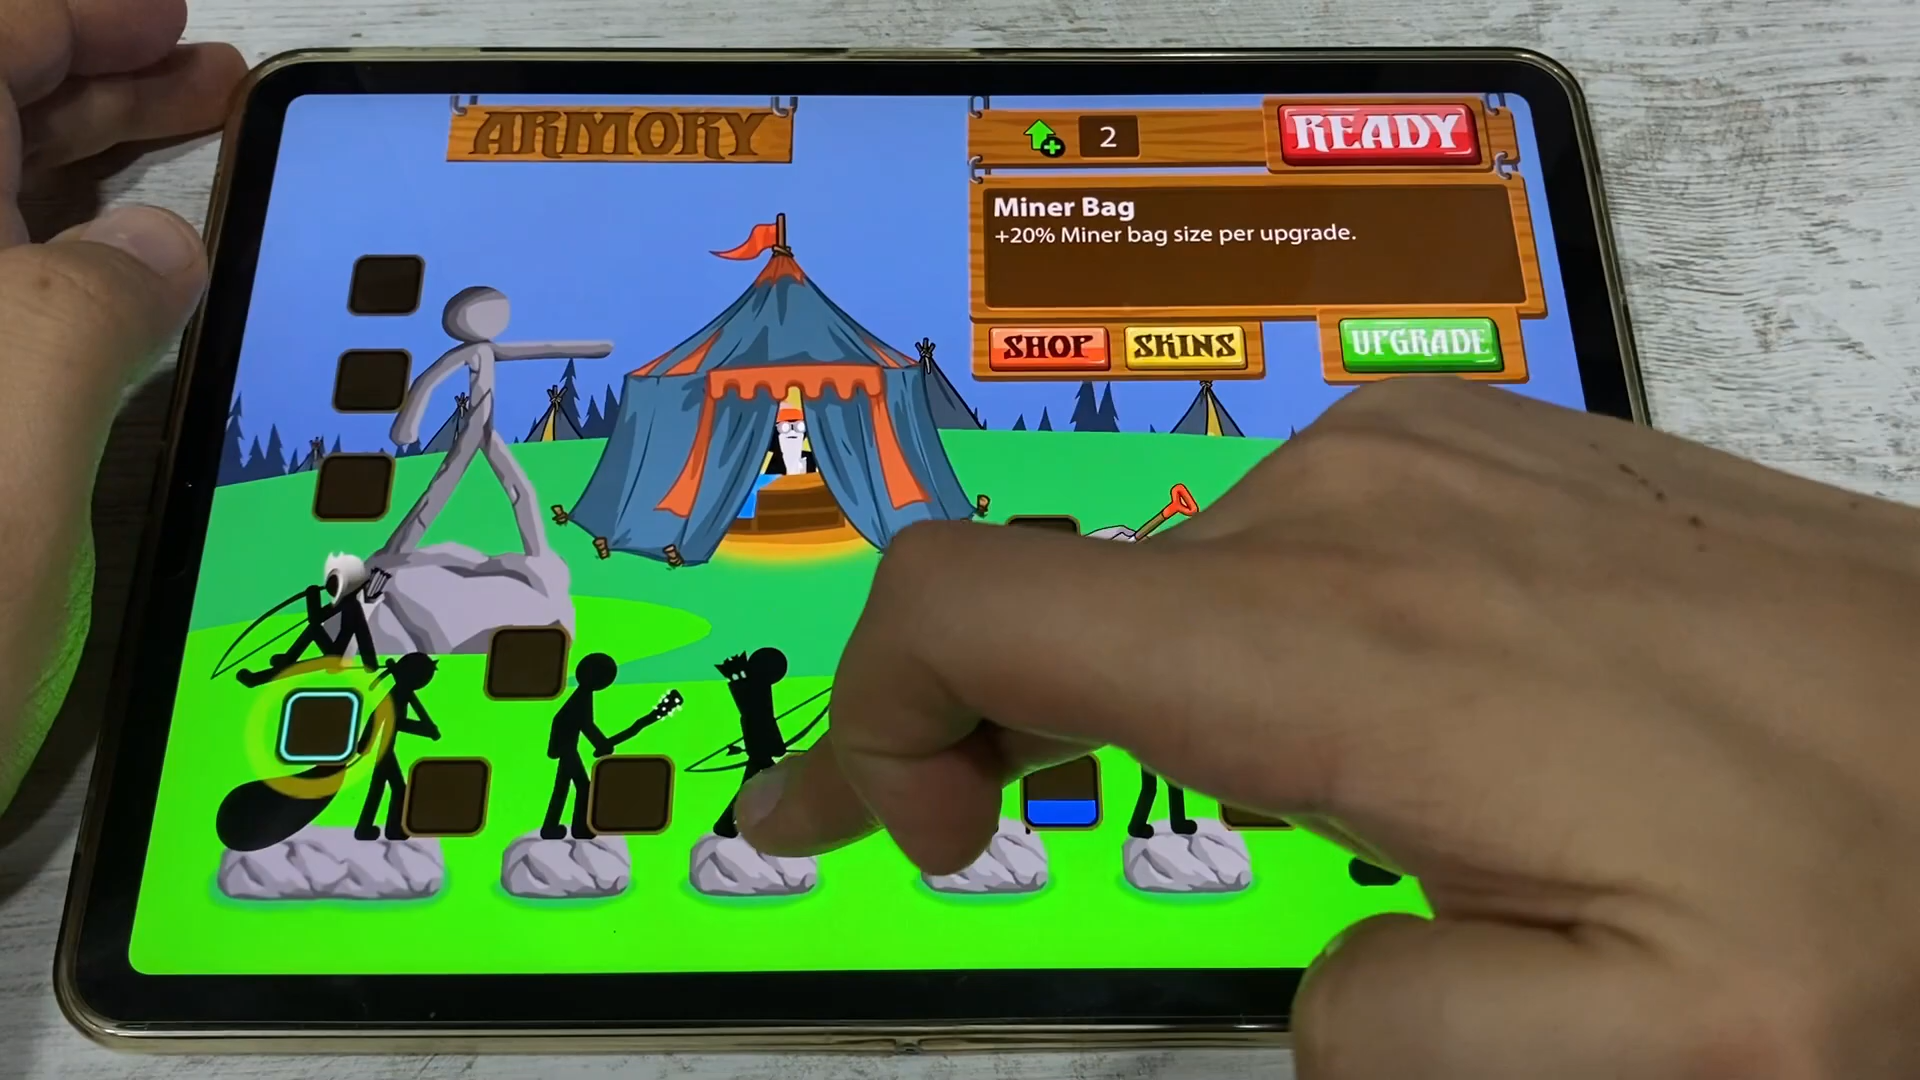 ARMORY
2
READY
Miner Bag
+20% Miner bag size per upgrade.
SHOP
SKINS
UPGRADE